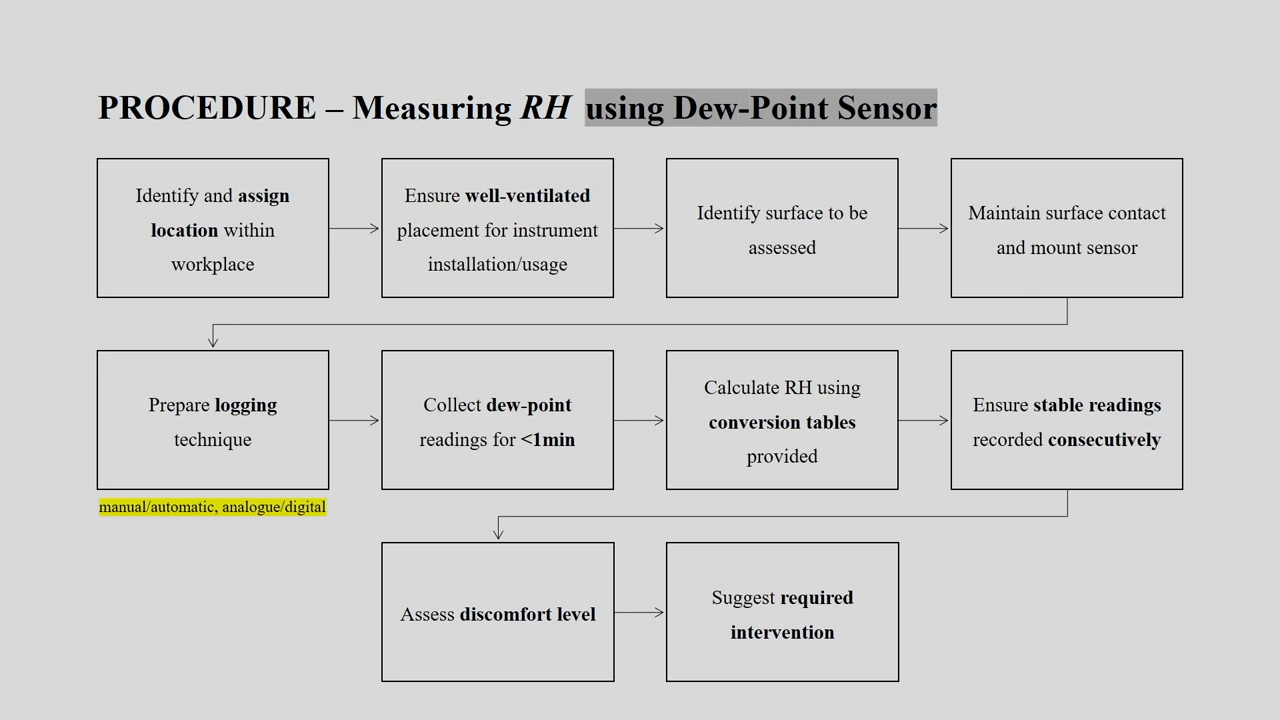 PROCEDURE – Measuring RH using Dew-Point Sensor
Identify and assign
location within
workplace
Ensure well-ventilated
placement for instrument
installation/usage
Identify surface to be
assessed
Maintain surface contact
and mount sensor
Prepare logging
technique
manual/automatic, analogue/digital
Collect dew-point
readings for <1min
Calculate RH using
conversion tables
provided
Ensure stable readings
recorded consecutively
Assess discomfort level
Suggest required
intervention